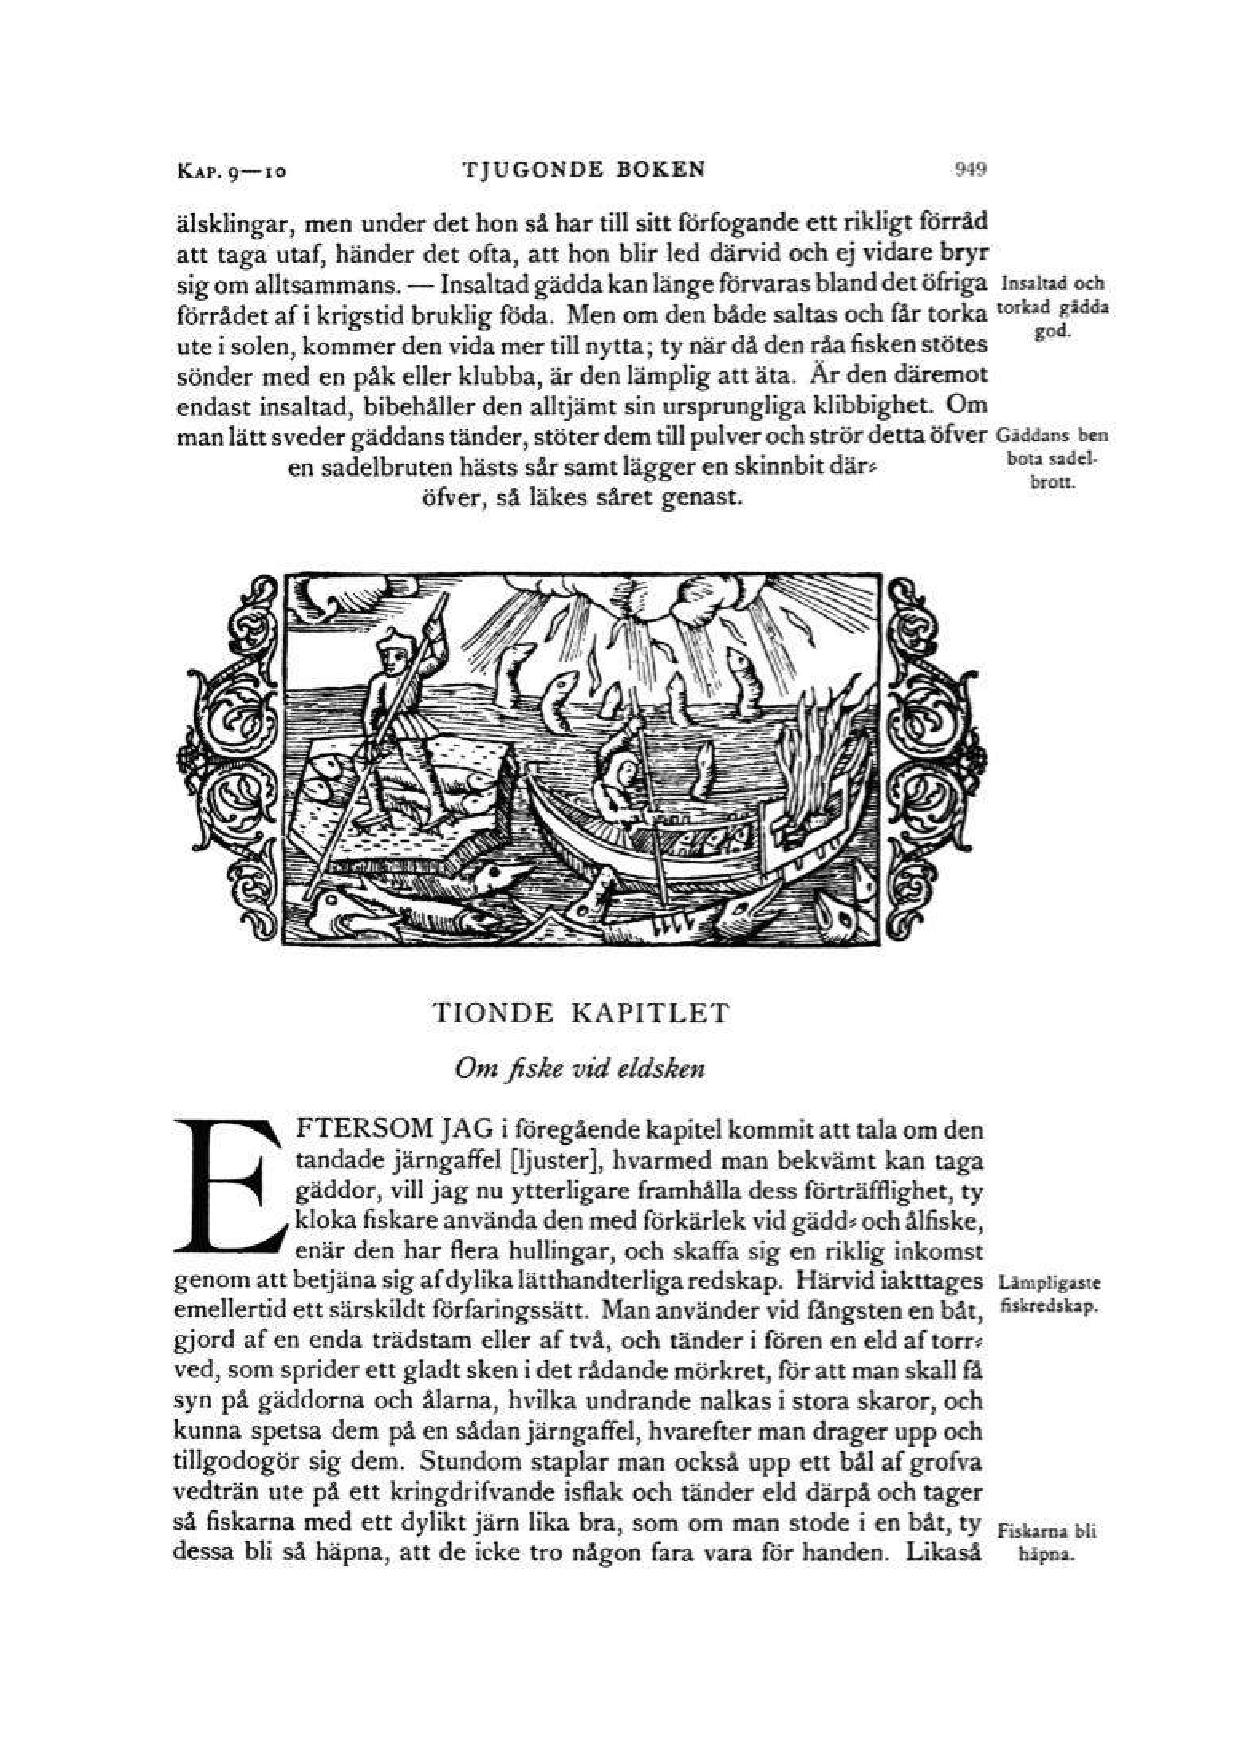 KAP. 9—10 TJUGONDE BOKEN 949
älsklingar, men under det hon så har till sitt förfogande ett rikligt förråd
att taga utaf, händer det ofta, att hon blir led därvid och ej vidare bryr
sig om alltsammans. — Insaltad gädda kan länge förvaras bland det öfriga
förrådet af i krigstid bruklig föda. Men om den både saltas och får torka
ute i solen, kommer den vida mer till nytta; ty när då den råa fisken stötes
sönder med en påk eller klubba, är den lämplig att äta. Är den däremot
endast insaltad, bibehåller den alltjämt sin ursprungliga klibbighet. Om
man lätt sveder gäddans tänder, stöter dem till pulver och strör detta öfver
en sadelbruten hästs sår samt lägger en skinnbit där-
öfver, så läkes såret genast.
Insaltad och
torkad gädda
god.
Gäddans ben
bota sadel-
brott.
TIONDE KAPITLET
Om fiske vid eldsken
EFTERSOM JAG i föregående kapitel kommit att tala om den
tandade järngaffel [ljuster], hvarmed man bekvämt kan taga
gäddor, vill jag nu ytterligare framhålla dess förträfflighet, ty
kloka fiskare använda den med förkärlek vid gädd- och ålfiske,
enär den har flera hullingar, och skaffa sig en riklig inkomst
genom att betjäna sig af dylika lätthandterliga redskap. Härvid iakttages
emellertid ett särskildt förfaringssätt. Man använder vid fångsten en båt,
gjord af en enda trädstam eller af två, och tänder i fören en eld af torr-
ved, som sprider ett gladt sken i det rådande mörkret, för att man skall få
syn på gäddorna och ålarna, hvilka undrande nalkas i stora skaror, och
kunna spetsa dem på en sådan järngaffel, hvarefter man drager upp och
tillgodogör sig dem. Stundom staplar man också upp ett bål af grofva
vedträn ute på ett kringdrifvande isflak och tänder eld därpå och tager
så fiskarna med ett dylikt järn lika bra, som om man stode i en båt, ty
dessa bli så häpna, att de icke tro någon fara vara för handen. Likaså
Lämpligaste
fiskredskap.
Fiskarna bli
häpna.